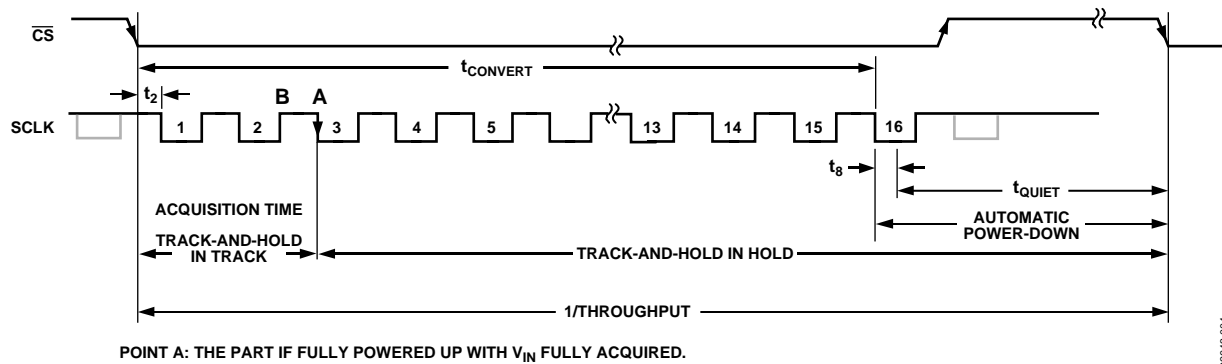 CS
tCONVERT
t2
B A
SCLK
1 2 3 4 5 13 14 15 16
t8
tQUIET
ACQUISITION TIME
AUTOMATIC
POWER-DOWN
TRACK-AND-HOLD
IN TRACK
TRACK-AND-HOLD IN HOLD
1/THROUGHPUT
POINT A: THE PART IF FULLY POWERED UP WITH VIN FULLY ACQUIRED.